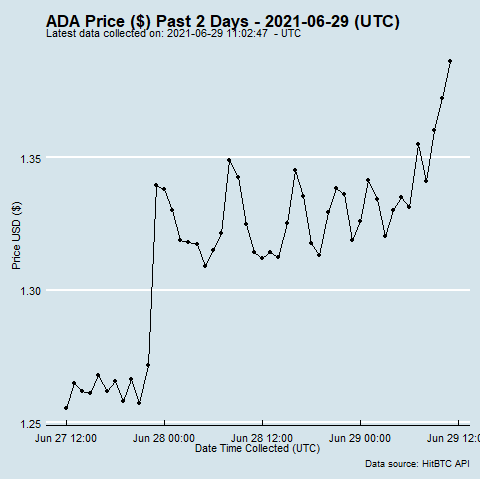 ADA Price ($) Past 2 Days - 2021-06-29 (UTC)
Latest data collected on: 2021-06-29 11:02:47 - UTC
Price USD ($)
1.35
1.30
1.25
Jun 27 12:00 Jun 28 00:00 Jun 28 12:00 Jun 29 00:00 Jun 29 12:00
Date Time Collected (UTC)
Data source: HitBTC API